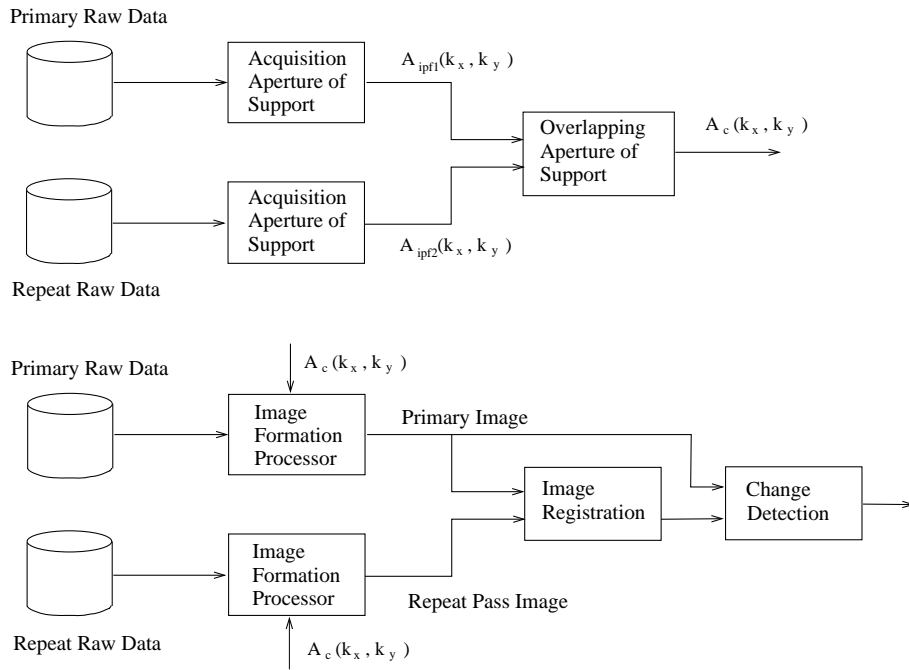 Primary Raw Data
Acquisition
Aperture of
Support
A ipf1 (k x , k y )
Overlapping
Aperture of
Support
A c (k x , k y )
Acquisition
Aperture of
Support
A ipf2 (k x , k y )
Repeat Raw Data
Primary Raw Data
A c (k x , k y )
Image
Formation
Processor
Primary Image
Image
Registration
Change
Detection
Image
Formation
Processor
Repeat Pass Image
Repeat Raw Data
A c (k x , k y )